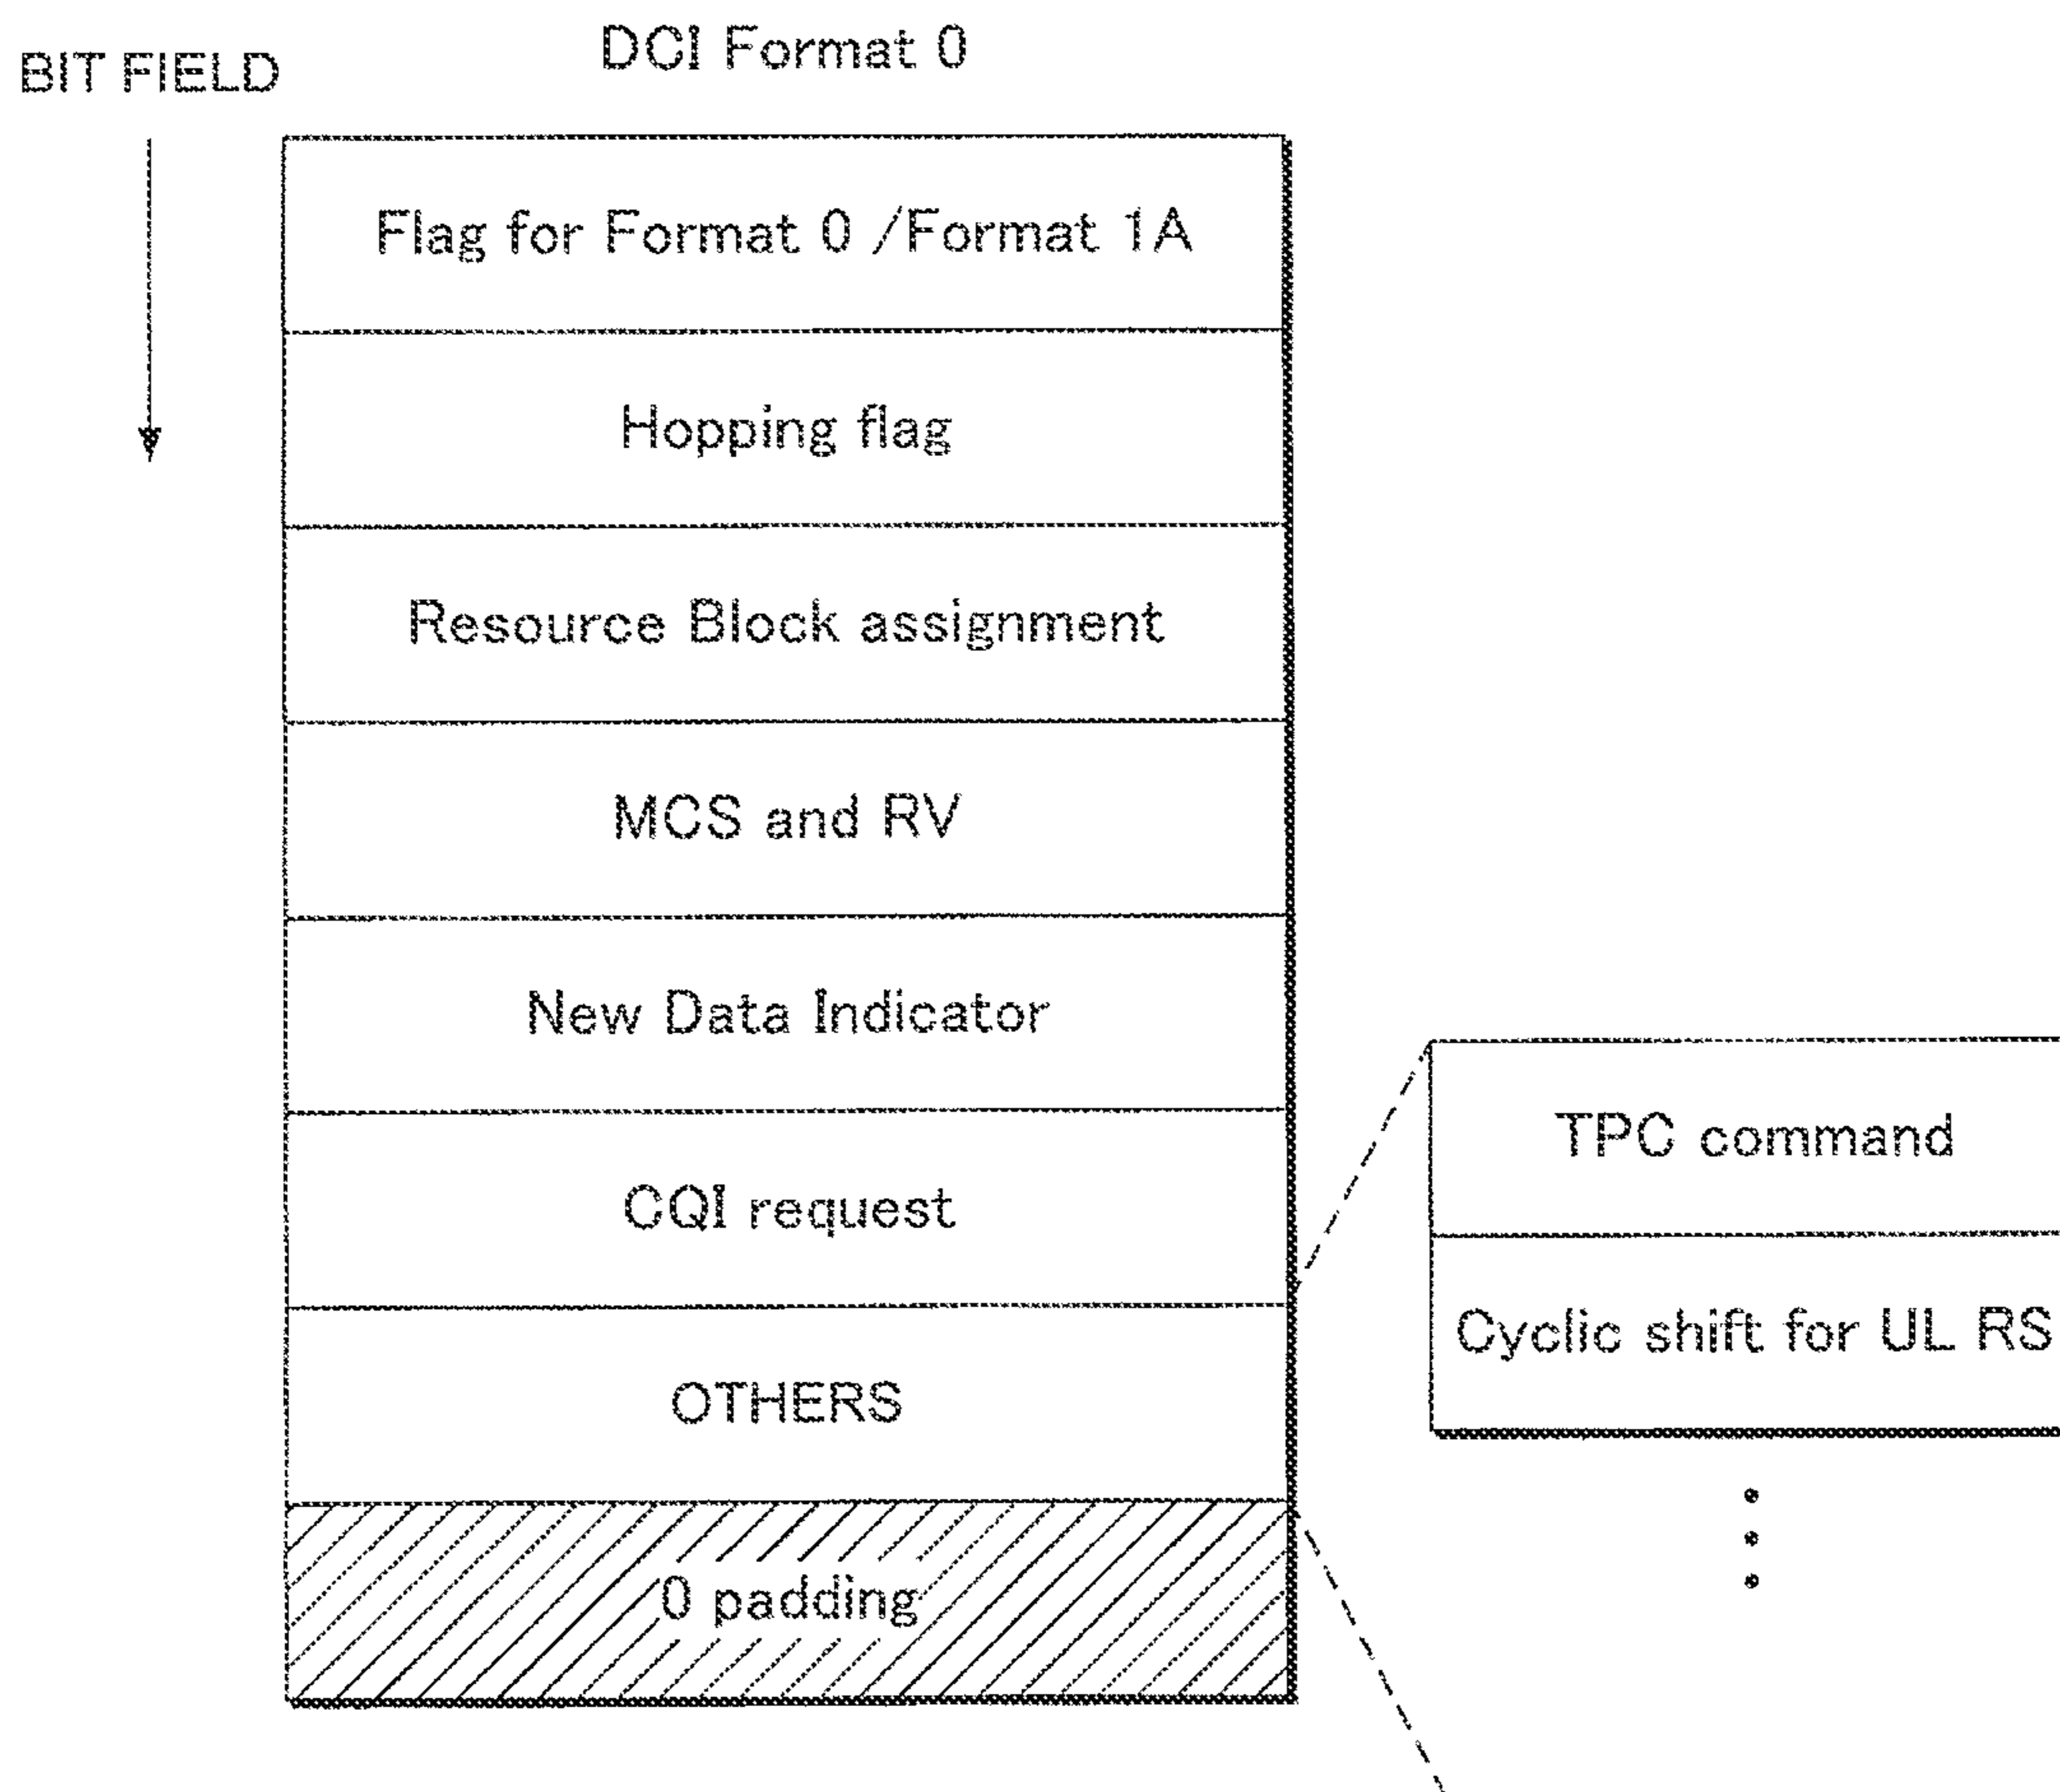 DCI Format 0
BIT FIELD
Flag for Format 0 /Format 1A
Hopping flag
Resource Block assignment
MCS and RV
New Data Indicator
CQI request
OTHERS
0 padding
TPC command
Cyclic shift for UL RS